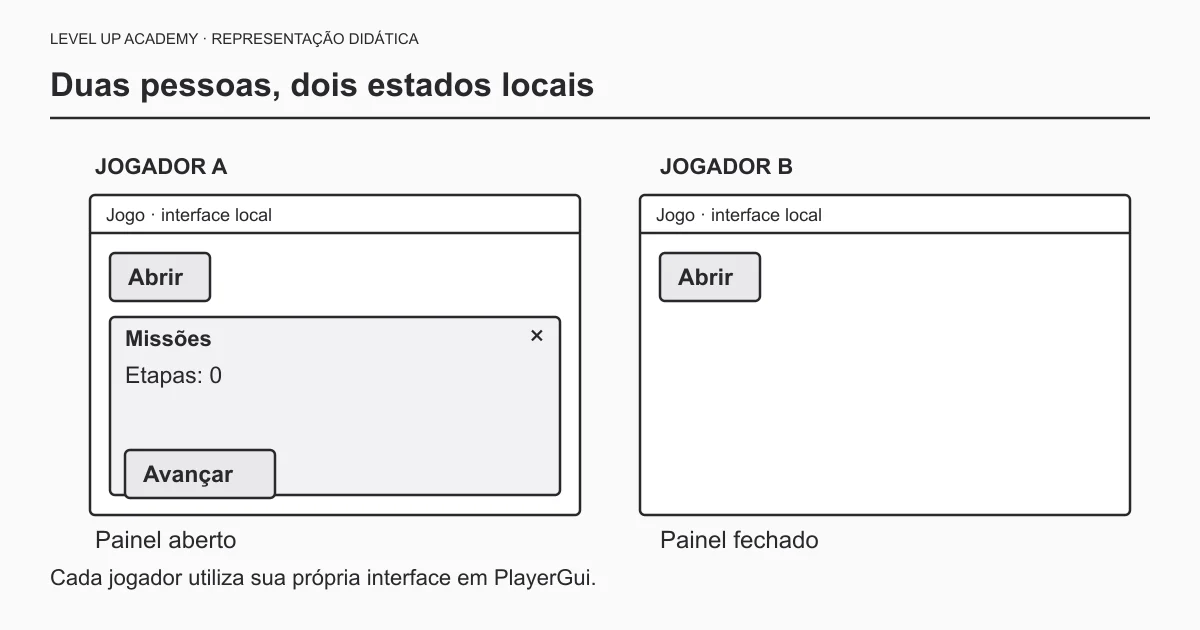 LEVEL UP ACADEMY · REPRESENTAÇÃO DIDÁTICA
Duas pessoas, dois estados locais
JOGADOR A
Jogo · interface local
Abrir
Missões ×
Etapas: 0
Avançar
Painel aberto
JOGADOR B
Jogo · interface local
Abrir
Painel fechado
Cada jogador utiliza sua própria interface em PlayerGui.